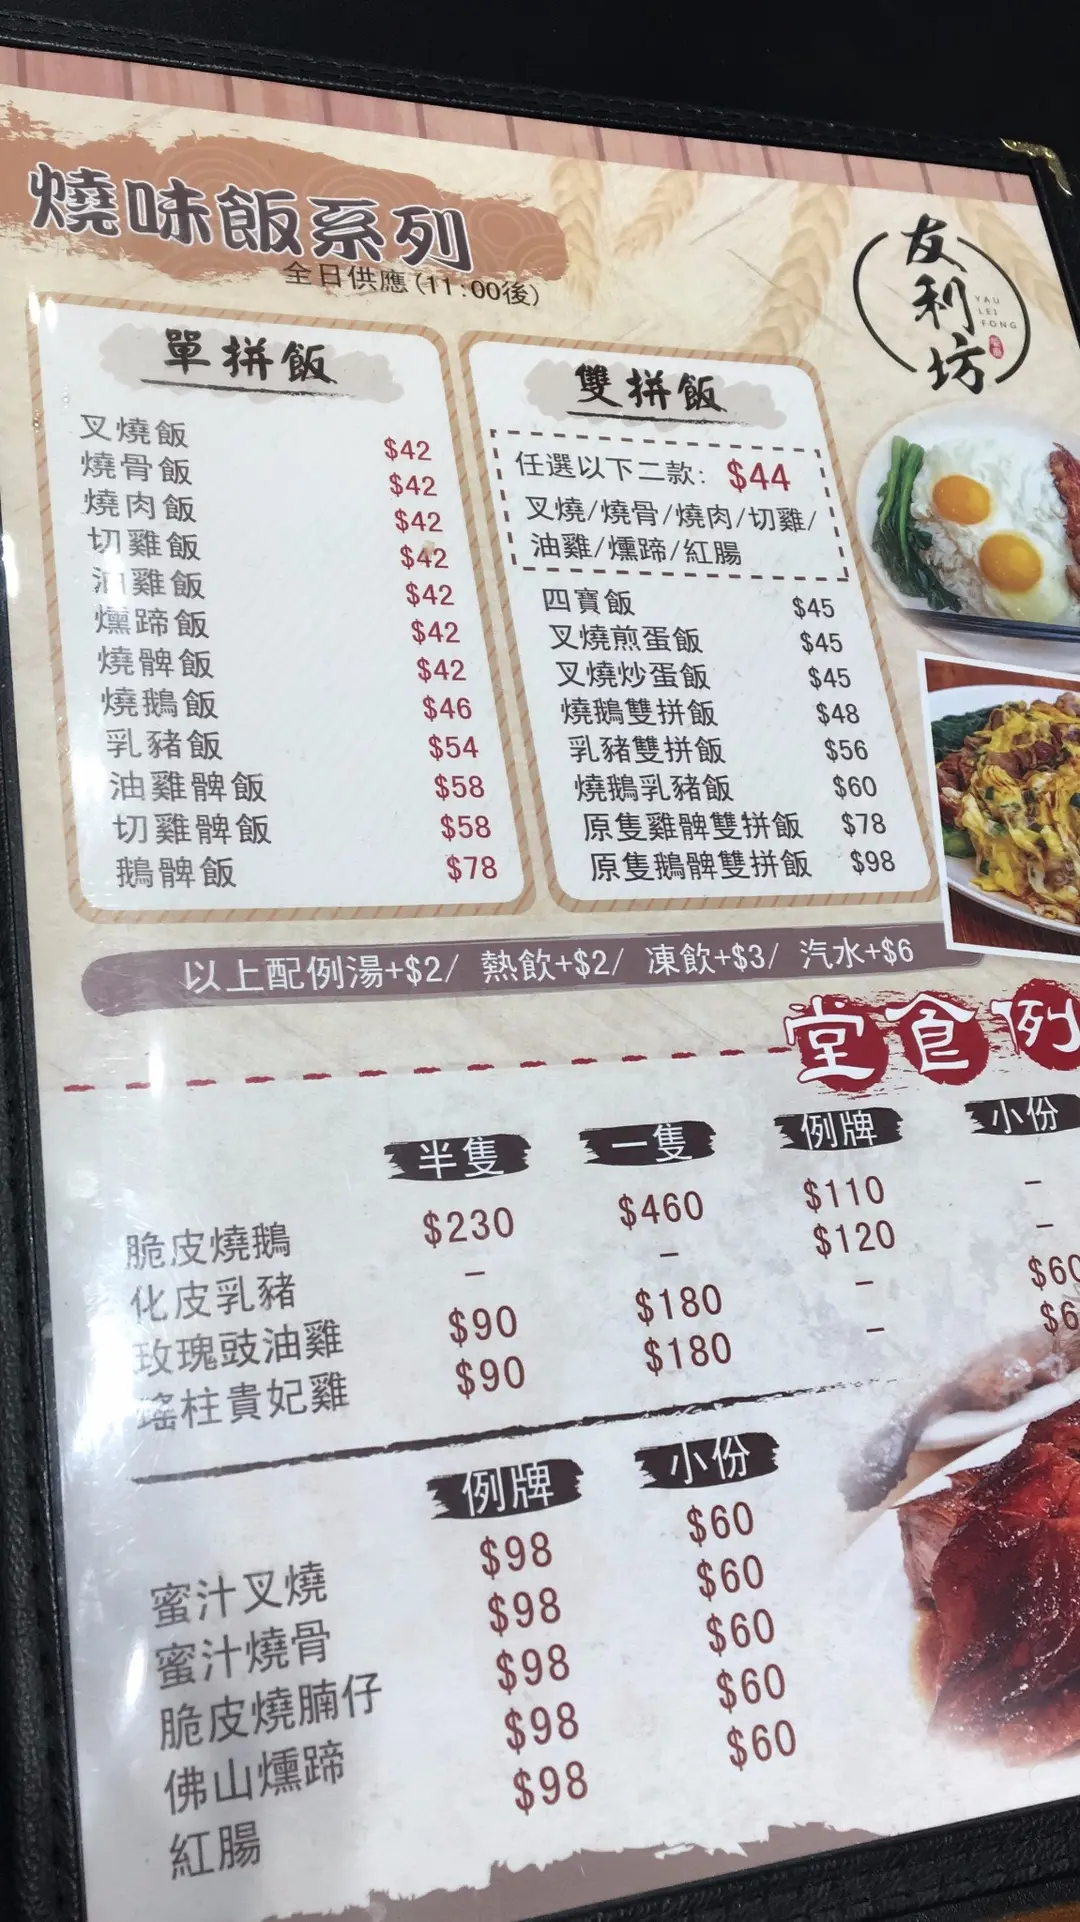 燒味飯系列
全日供應(11:00後)
友利坊
YAU
LEI
FONG
單拼飯
叉燒飯 $42
燒骨飯 $42
燒肉飯 $42
切雞飯 $42
油雞飯 $42
燻蹄飯 $42
燒髀飯 $42
燒鵝飯 $46
乳豬飯 $54
油雞髀飯 $58
切雞髀飯 $58
鵝髀飯 $78
雙拼飯
任選以下二款: $44
叉燒/燒骨/燒肉/切雞/
油雞/燻蹄/紅腸
四寶飯 $45
叉燒煎蛋飯 $45
叉燒炒蛋飯 $45
燒鵝雙拼飯 $48
乳豬雙拼飯 $56
燒鵝乳豬飯 $60
原隻雞髀雙拼飯 $78
原隻鵝髀雙拼飯 $98
以上配例湯+$2/ 熱飲+$2/ 凍飲+$3/ 汽水+$6
堂食例
半隻 一隻 例牌 小份
脆皮燒鵝 $230 $460 $110 –
化皮乳豬 – – $120 –
玫瑰豉油雞 $90 $180 – $60
瑤柱貴妃雞 $90 $180 – $6
例牌 小份
蜜汁叉燒 $98 $60
蜜汁燒骨 $98 $60
脆皮燒腩仔 $98 $60
佛山燻蹄 $98 $60
紅腸 $98 $60